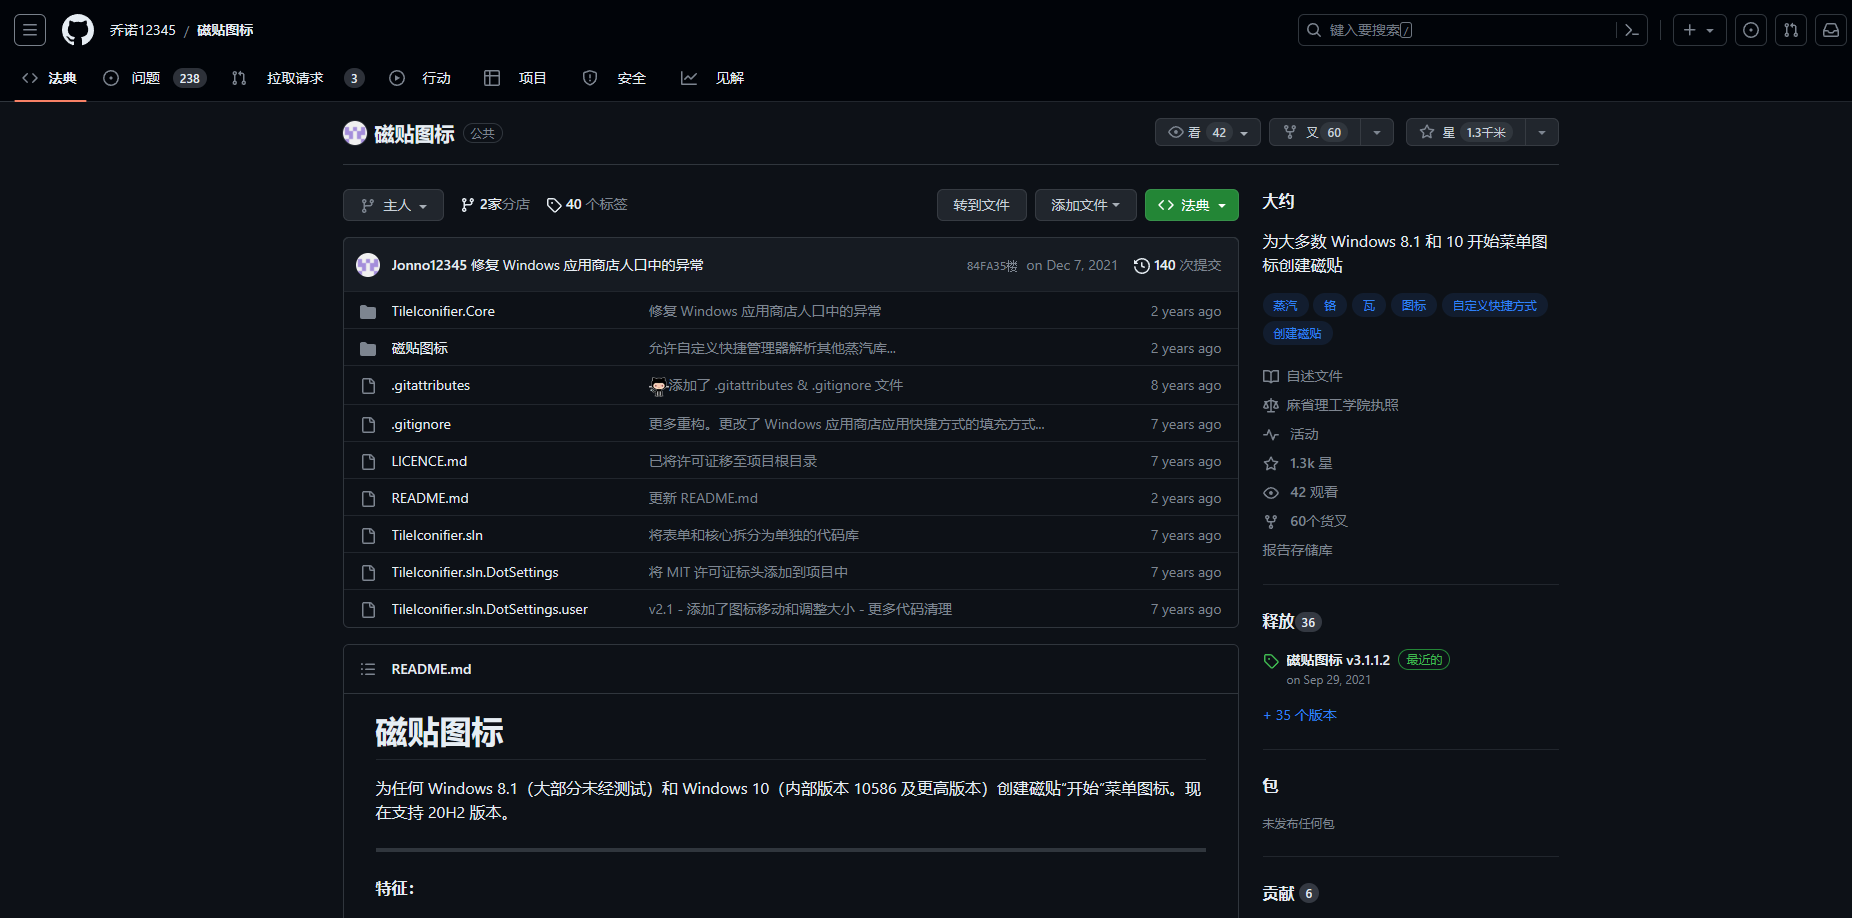 乔诺12345 / 磁贴图标
键入要搜索 /
法典 问题 238 拉取请求 3 行动 项目 安全 见解
磁贴图标 公共
看 42 叉 60 星 1.3千米
主人 2家分店 40 个标签 转到文件 添加文件 法典
Jonno12345 修复 Windows 应用商店人口中的异常 84FA35楼 on Dec 7, 2021 140 次提交
TileIconifier.Core 修复 Windows 应用商店人口中的异常 2 years ago
磁贴图标 允许自定义快捷管理器解析其他蒸汽库... 2 years ago
.gitattributes 添加了 .gitattributes & .gitignore 文件 8 years ago
.gitignore 更多重构。更改了 Windows 应用商店应用快捷方式的填充方式... 7 years ago
LICENCE.md 已将许可证移至项目根目录 7 years ago
README.md 更新 README.md 2 years ago
TileIconifier.sln 将表单和核心拆分为单独的代码库 7 years ago
TileIconifier.sln.DotSettings 将 MIT 许可证标头添加到项目中 7 years ago
TileIconifier.sln.DotSettings.user v2.1 - 添加了图标移动和调整大小 - 更多代码清理 7 years ago
README.md
磁贴图标
为任何 Windows 8.1（大部分未经测试）和 Windows 10（内部版本 10586 及更高版本）创建磁贴“开始”菜单图标。现
在支持 20H2 版本。
特征：
大约
为大多数 Windows 8.1 和 10 开始菜单图
标创建磁贴
蒸汽 铬 瓦 图标 自定义快捷方式
创建磁贴
自述文件
麻省理工学院执照
活动
1.3k 星
42 观看
60个货叉
报告存储库
释放 36
磁贴图标 v3.1.1.2 最近的
on Sep 29, 2021
+ 35 个版本
包
未发布任何包
贡献 6